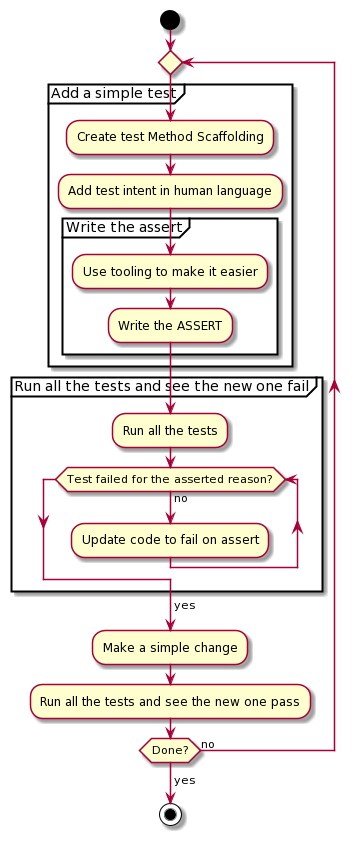 Add a simple test
Create test Method Scaffolding
Add test intent in human language
Write the assert
Use tooling to make it easier
Write the ASSERT
Run all the tests and see the new one fail
Run all the tests
Test failed for the asserted reason?
no
Update code to fail on assert
yes
Make a simple change
Run all the tests and see the new one pass
Done?
no
yes